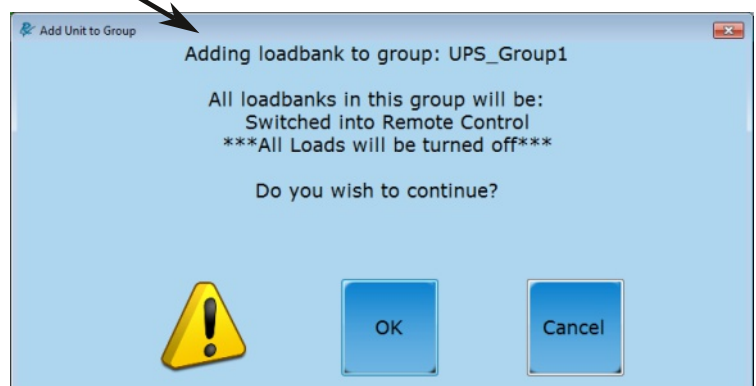 Add Unit to Group
Adding loadbank to group: UPS_Group1
All loadbanks in this group will be:
Switched into Remote Control
***All Loads will be turned off***
Do you wish to continue?
OK
Cancel